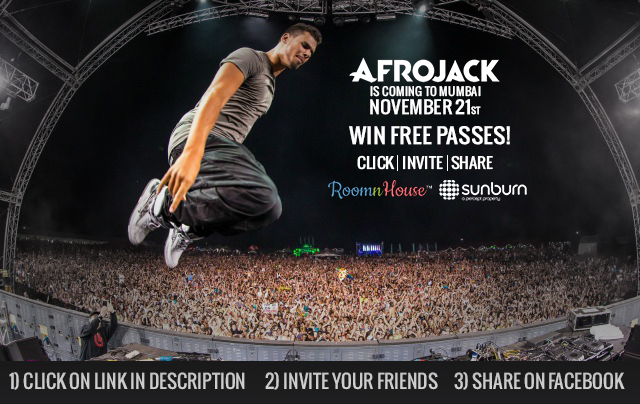 AFROJACK
IS COMING TO MUMBAI
NOVEMBER 21ST
WIN FREE PASSES!
CLICK | INVITE | SHARE
RoomnHouse™ sunburn
a percept property
1) CLICK ON LINK IN DESCRIPTION 2) INVITE YOUR FRIENDS 3) SHARE ON FACEBOOK